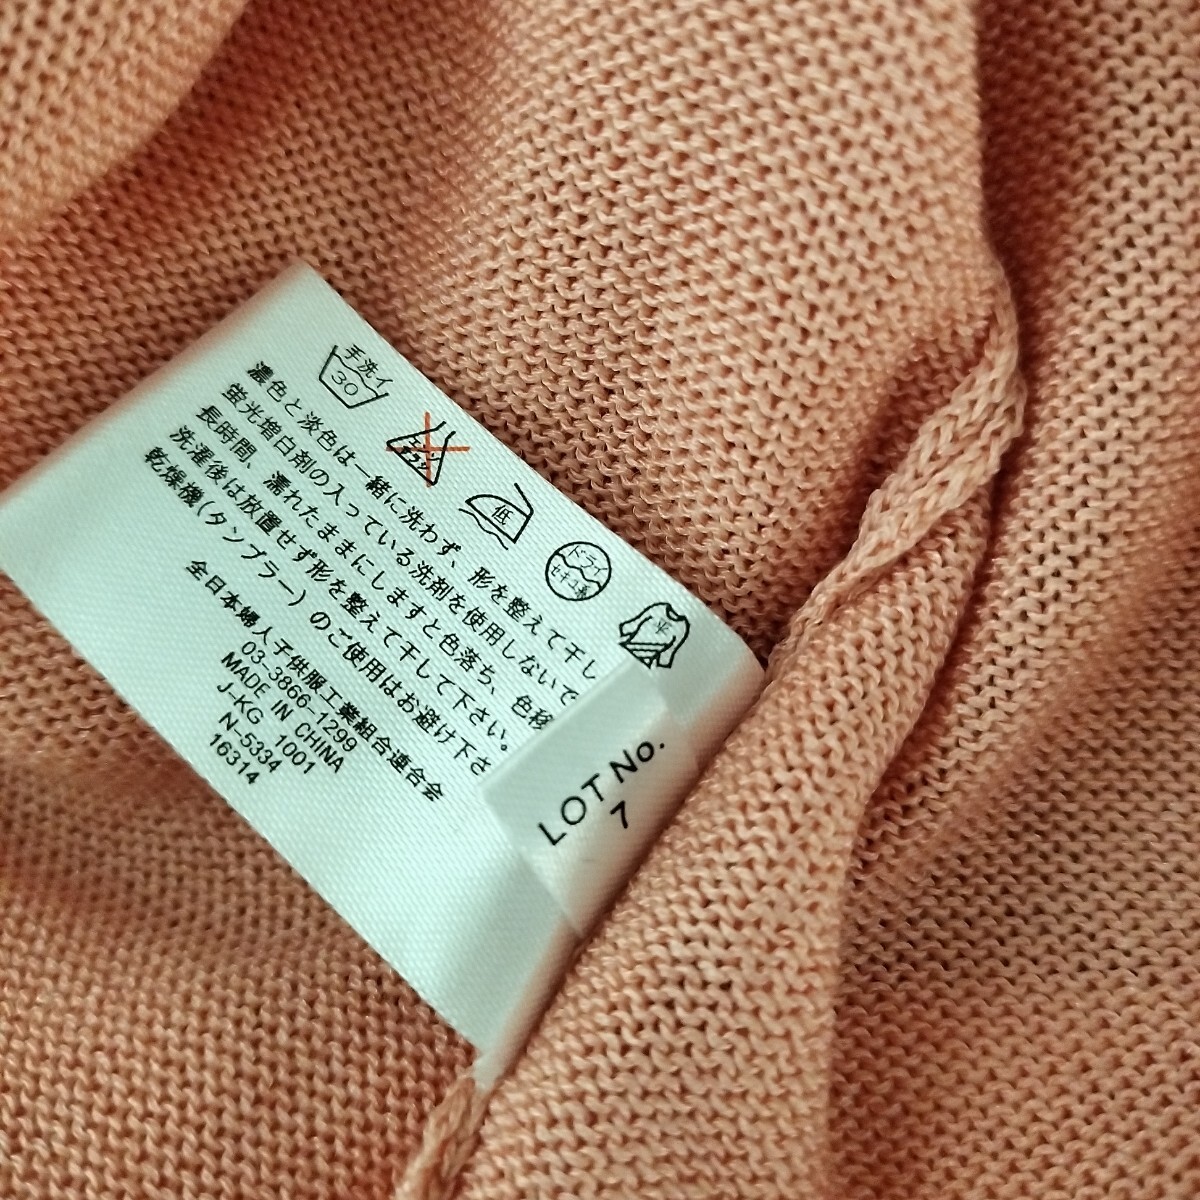 手洗イ
30
エンソ
サラシ
低
ドライ
セキユ系
平
濃色と淡色は一緒に洗わず、形を整えて干し
蛍光増白剤の入っている洗剤を使用しないで
長時間、濡れたままにしますと色落ち、色移
洗濯後は放置せず形を整えて干して下さい。
乾燥機(タンブラー)のご使用はお避け下さ
全日本婦人子供服工業組合連合会
03-3866-1299
MADE IN CHINA
J-KG 1001
N-5334
16314
LOT No.
7